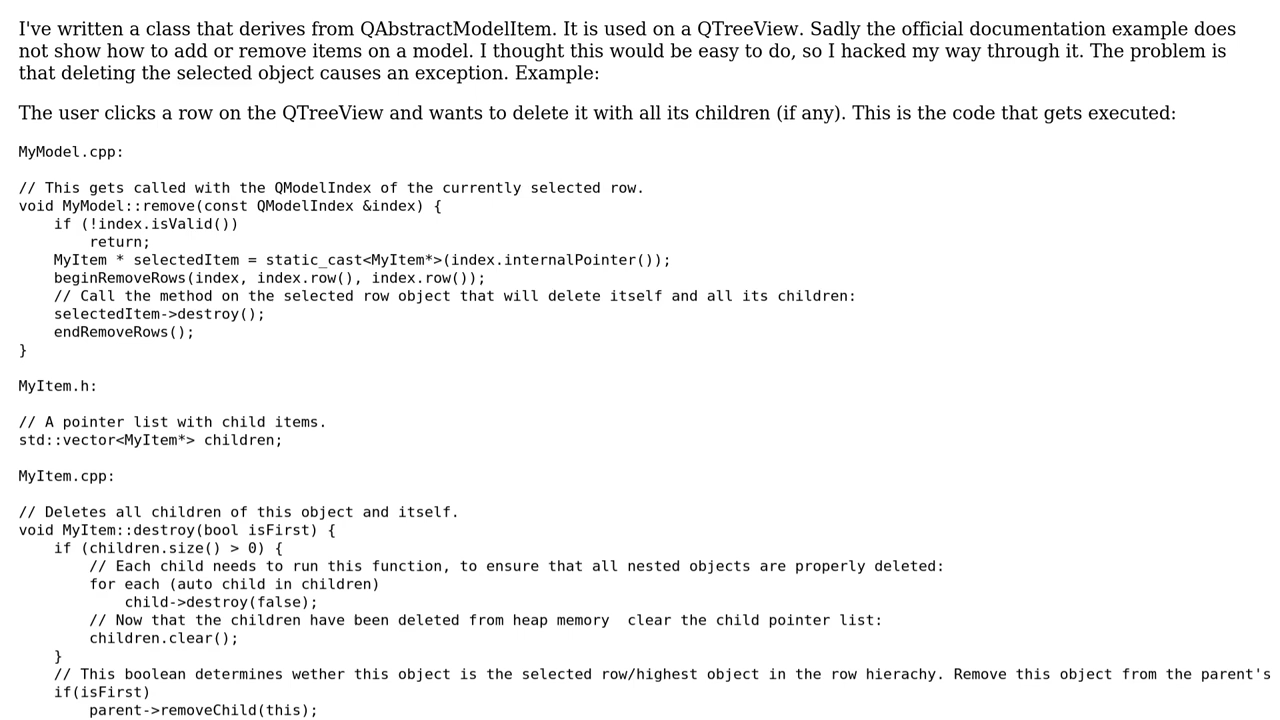 I've written a class that derives from QAbstractModelItem. It is used on a QTreeView. Sadly the official documentation example does
not show how to add or remove items on a model. I thought this would be easy to do, so I hacked my way through it. The problem is
that deleting the selected object causes an exception. Example:
The user clicks a row on the QTreeView and wants to delete it with all its children (if any). This is the code that gets executed:
MyModel.cpp:
// This gets called with the QModelIndex of the currently selected row.
void MyModel::remove(const QModelIndex &index) {
    if (!index.isValid())
        return;
    MyItem * selectedItem = static_cast<MyItem*>(index.internalPointer());
    beginRemoveRows(index, index.row(), index.row());
    // Call the method on the selected row object that will delete itself and all its children:
    selectedItem->destroy();
    endRemoveRows();
}
MyItem.h:
// A pointer list with child items.
std::vector<MyItem*> children;
MyItem.cpp:
// Deletes all children of this object and itself.
void MyItem::destroy(bool isFirst) {
    if (children.size() > 0) {
        // Each child needs to run this function, to ensure that all nested objects are properly deleted:
        for each (auto child in children)
            child->destroy(false);
        // Now that the children have been deleted from heap memory  clear the child pointer list:
        children.clear();
    }
    // This boolean determines wether this object is the selected row/highest object in the row hierachy. Remove this object from the parent's
    if(isFirst)
        parent->removeChild(this);